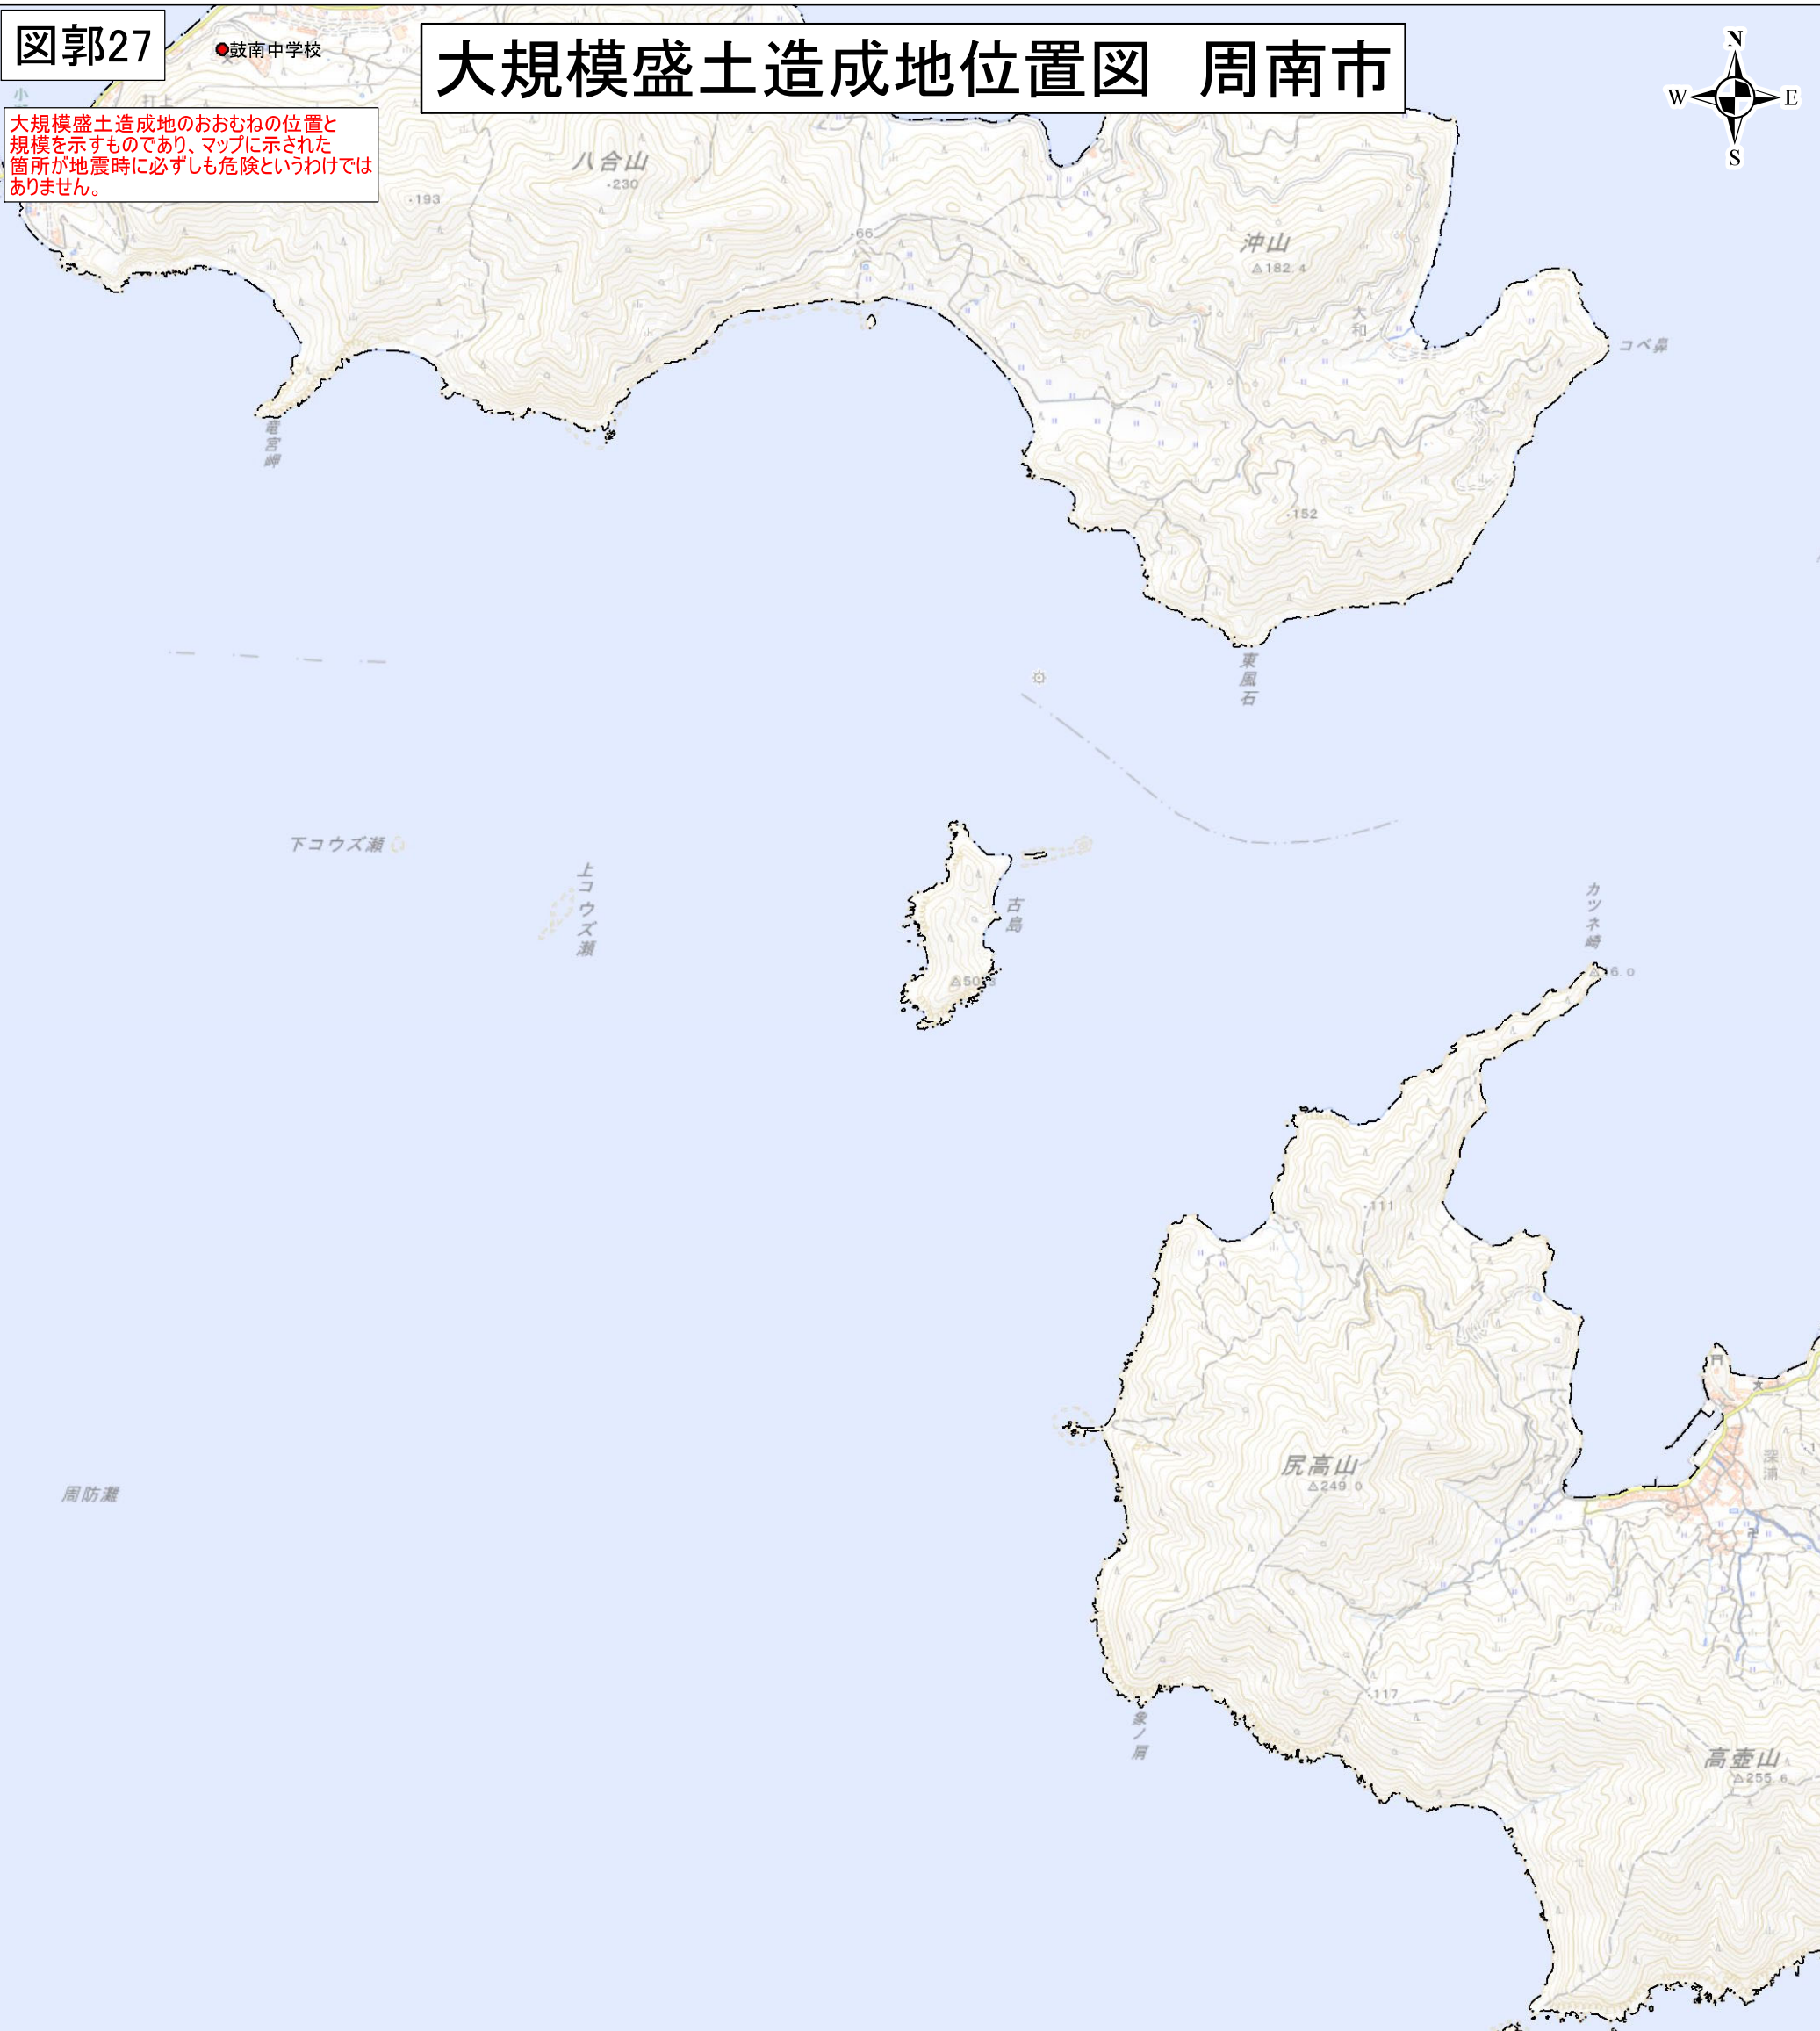 図郭27
鼓南中学校
大規模盛土造成地位置図　周南市
N
W
E
S
大規模盛土造成地のおおむねの位置と
規模を示すものであり、マップに示された
箇所が地震時に必ずしも危険というわけでは
ありません。
八合山
・230
・193
・66
沖山
△182.4
大和
コベ鼻
50
竜宮岬
・152
東風石
下コウズ瀬
上コウズ瀬
古島
カツネ崎
・111
尻高山
△249.0
深浦
周防灘
100
・117
高壺山
△255.6
100